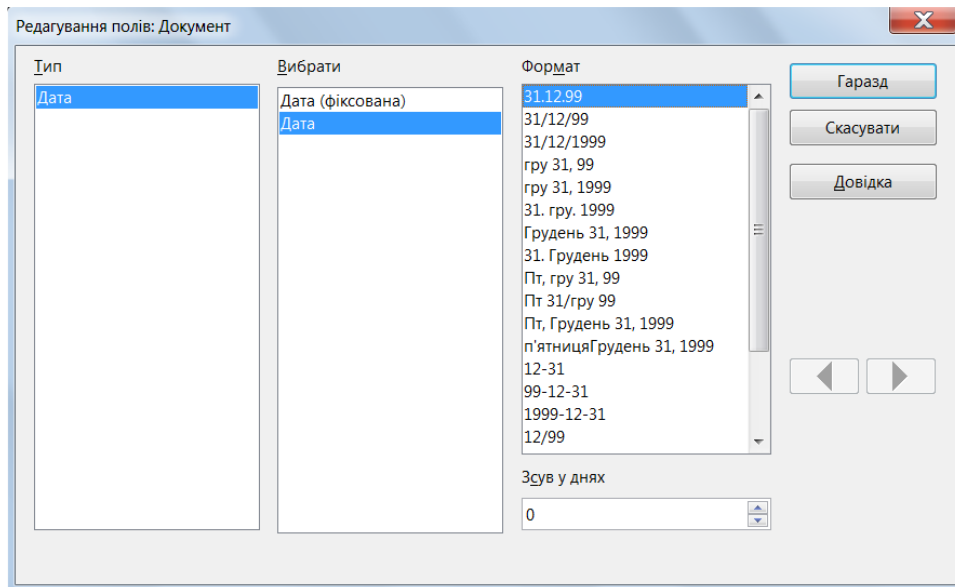 Редагування полів: Документ
Тип
Дата
Вибрати
Дата (фіксована)
Дата
Формат
31.12.99
31/12/99
31/12/1999
гру 31, 99
гру 31, 1999
31. гру. 1999
Грудень 31, 1999
31. Грудень 1999
Пт, гру 31, 99
Пт 31/гру 99
Пт, Грудень 31, 1999
п'ятницяГрудень 31, 1999
12-31
99-12-31
1999-12-31
12/99
Зсув у днях
0
Гаразд
Скасувати
Довідка